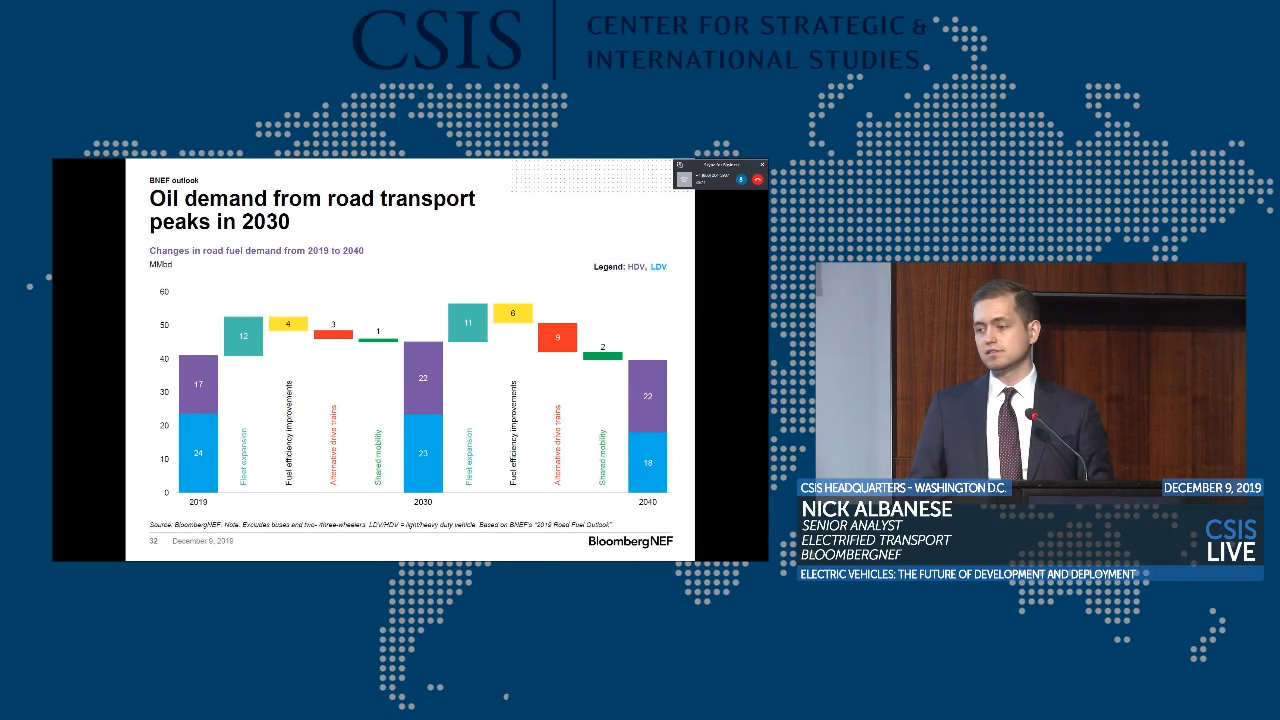 CSIS
CENTER FOR STRATEGIC &
INTERNATIONAL STUDIES
BNEF outlook
Oil demand from road transport
peaks in 2030
Changes in road fuel demand from 2019 to 2040
MMbd
Legend: HDV, LDV
Skype for Business
60
50
40
30
20
10
0
17
24
12
4
3
1
22
23
11
6
9
2
22
18
Fleet expansion
Fuel efficiency improvements
Alternative drive trains
Shared mobility
Fleet expansion
Fuel efficiency improvements
Alternative drive trains
Shared mobility
2019
2030
2040
Source: BloombergNEF. Note: Excludes buses and two- /three-wheelers. LDV/HDV = light/heavy duty vehicle. Based on BNEF's "2019 Road Fuel Outlook".
32 December 9, 2019
BloombergNEF
CSIS HEADQUARTERS - WASHINGTON D.C.
DECEMBER 9, 2019
NICK ALBANESE
SENIOR ANALYST
ELECTRIFIED TRANSPORT
BLOOMBERGNEF
CSIS
LIVE
ELECTRIC VEHICLES: THE FUTURE OF DEVELOPMENT AND DEPLOYMENT